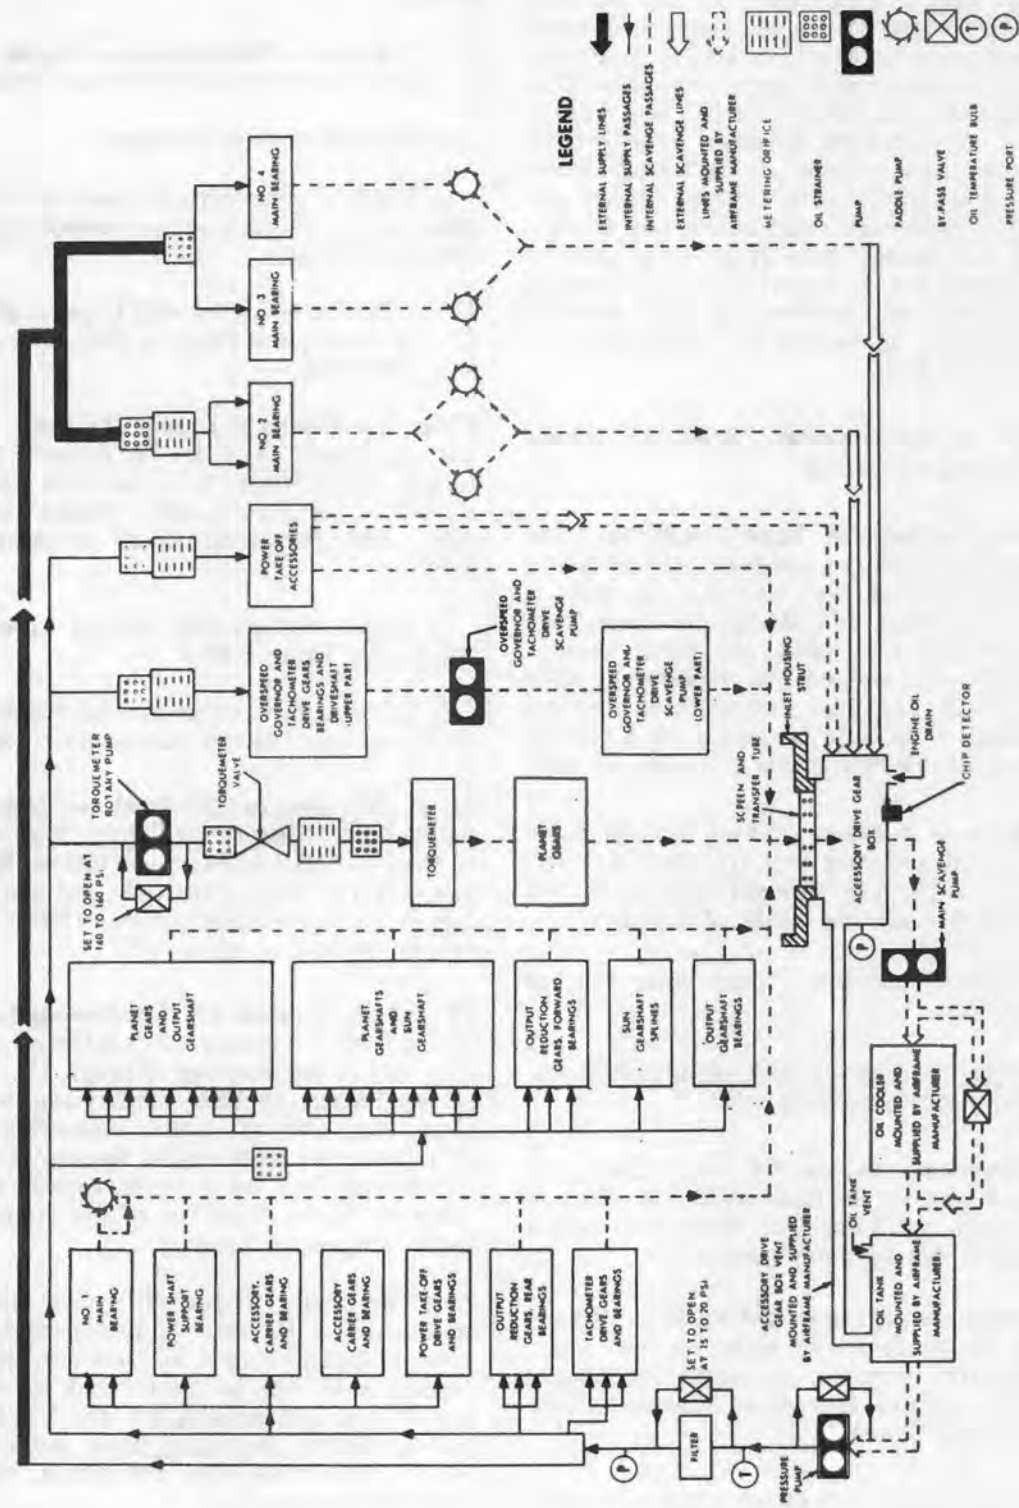 LEGEND
EXTERNAL SUPPLY LINES
INTERNAL SUPPLY PASSAGES
INTERNAL SCAVENGE PASSAGES
EXTERNAL SCAVENGE LINES
LINES MOUNTED AND
SUPPLIED BY
AIRFRAME MANUFACTURER
METERING ORIFICE
OIL STRAINER
PUMP
PADDLE PUMP
BY-PASS VALVE
T
OIL TEMPERATURE BULB
P
PRESSURE PORT
NO 4
MAIN BEARING
NO 3
MAIN BEARING
NO 2
MAIN BEARING
POWER
TAKE OFF
ACCESSORIES
OVERSPEED
GOVERNOR AND
TACHOMETER
DRIVE GEARS
BEARINGS AND
DRIVESHAFT
(UPPER PART)
OVERSPEED
GOVERNOR AND
TACHOMETER
DRIVE
SCAVENGE
PUMP
OVERSPEED
GOVERNOR AND
TACHOMETER
DRIVE
SCAVENGE
PUMP
(LOWER PART)
TORQUEMETER
ROTARY PUMP
SET TO OPEN AT
140 TO 160 PSI.
TORQUEMETER
VALVE
TORQUEMETER
PLANET
GEARS
SCREEN AND
TRANSFER TUBE
INLET HOUSING
STRUT
ACCESSORY DRIVE GEAR
BOX
ENGINE OIL
DRAIN
CHIP DETECTOR
P
MAIN SCAVENGE
PUMP
PLANET
GEARS
AND
OUTPUT
GEARSHAFT
PLANET
GEARSHAFTS
AND
SUN
GEARSHAFT
OUTPUT
REDUCTION
GEARS, FORWARD
BEARINGS
SUN
GEARSHAFT
SPLINES
OUTPUT
GEARSHAFT
BEARINGS
OIL COOLER
MOUNTED AND
SUPPLIED BY AIRFRAME
MANUFACTURER
NO 1
MAIN
BEARING
POWER SHAFT
SUPPORT
BEARING
ACCESSORY,
CARRIER GEARS
AND BEARING
ACCESSORY
CARRIER GEARS
AND BEARING
POWER TAKE-OFF
DRIVE GEARS
AND BEARINGS
OUTPUT
REDUCTION
GEARS, REAR
BEARINGS
TACHOMETER
DRIVE GEARS
AND BEARINGS
SET TO OPEN
AT 15 TO 20 PSI
ACCESSORY DRIVE
GEAR BOX VENT
MOUNTED AND SUPPLIED
BY AIRFRAME MANUFACTURER
OIL TANK
VENT
OIL TANK
MOUNTED AND
SUPPLIED BY AIRFRAME
MANUFACTURER.
P
FILTER
T
PRESSURE
PUMP